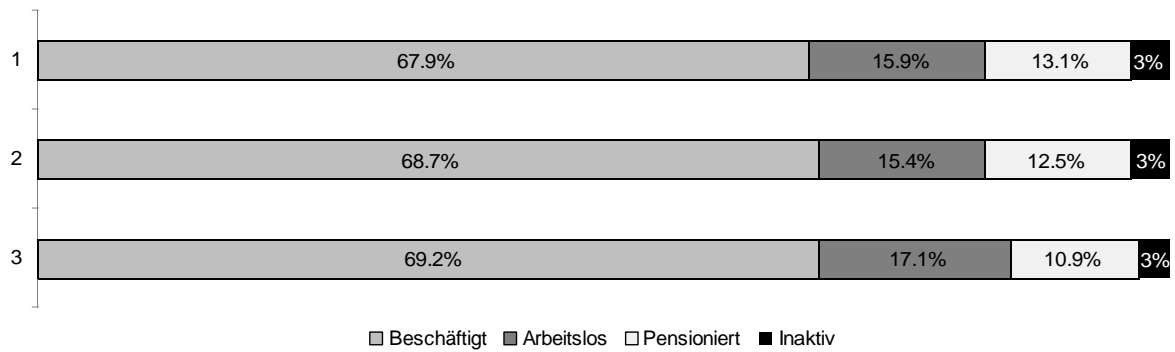 1 67.9% 15.9% 13.1% 3%
2 68.7% 15.4% 12.5% 3%
3 69.2% 17.1% 10.9% 3%
Beschäftigt Arbeitslos Pensioniert Inaktiv